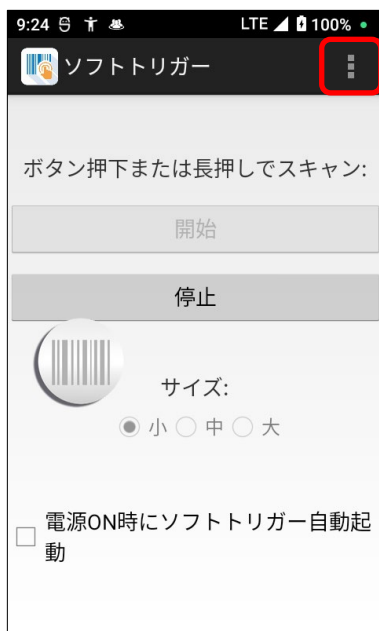 9:24 LTE 100%
ソフトトリガー
ボタン押下または長押しでスキャン:
開始
停止
サイズ:
小 中 大
電源ON時にソフトトリガー自動起
動